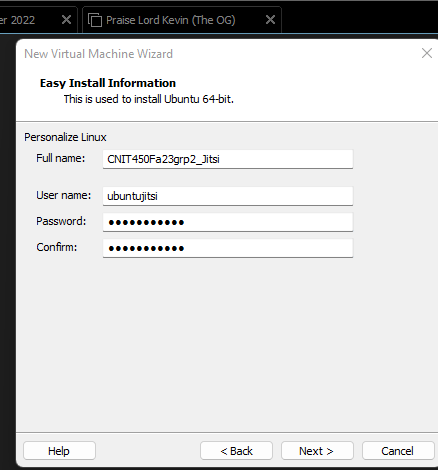 er 2022 Praise Lord Kevin (The OG)
New Virtual Machine Wizard
Easy Install Information
This is used to install Ubuntu 64-bit.
Personalize Linux
Full name: CNIT450Fa23grp2_Jitsi
User name: ubuntujitsi
Password: ●●●●●●●●●●●
Confirm: ●●●●●●●●●●●
Help < Back Next > Cancel